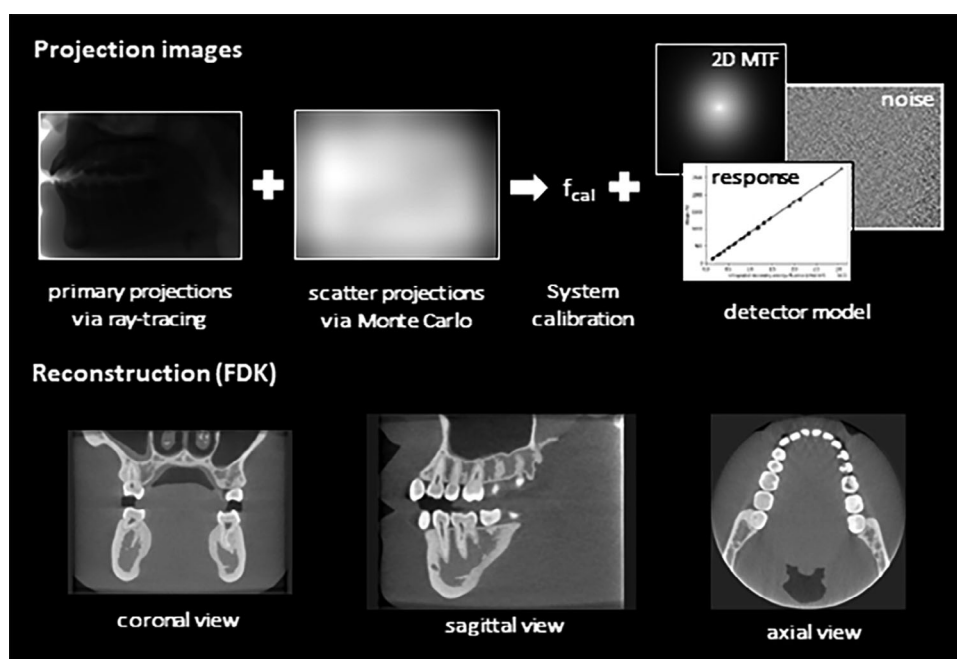 Projection images
2D MTF
noise
response
f_cal
primary projections
via ray-tracing
scatter projections
via Monte Carlo
System
calibration
detector model
Reconstruction (FDK)
coronal view
sagittal view
axial view